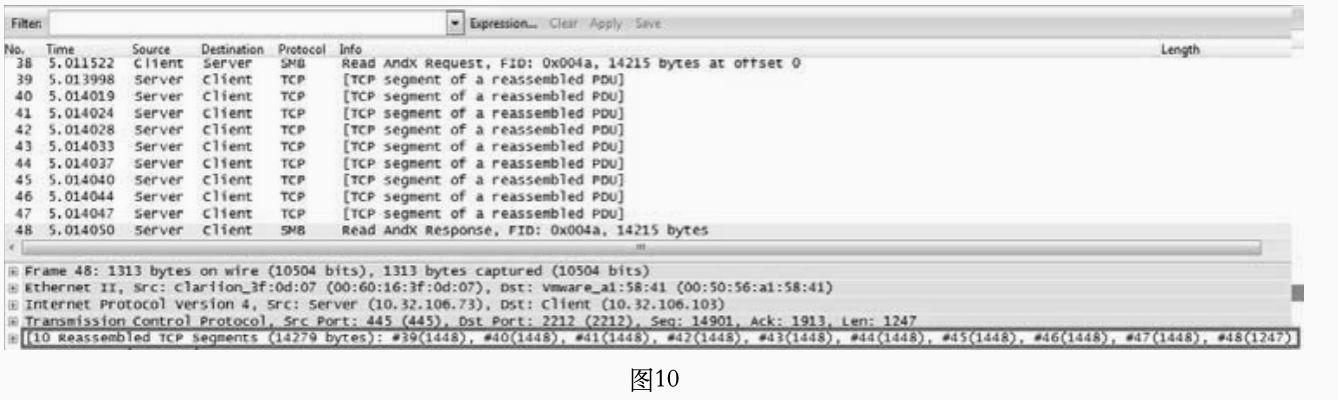 Filter: Expression... Clear Apply Save
No. Time Source Destination Protocol Info Length
38 5.011522 Client Server SMB Read AndX Request, FID: 0x004a, 14215 bytes at offset 0
39 5.013998 Server Client TCP [TCP segment of a reassembled PDU]
40 5.014019 Server Client TCP [TCP segment of a reassembled PDU]
41 5.014024 Server Client TCP [TCP segment of a reassembled PDU]
42 5.014028 Server Client TCP [TCP segment of a reassembled PDU]
43 5.014033 Server Client TCP [TCP segment of a reassembled PDU]
44 5.014037 Server Client TCP [TCP segment of a reassembled PDU]
45 5.014040 Server Client TCP [TCP segment of a reassembled PDU]
46 5.014044 Server Client TCP [TCP segment of a reassembled PDU]
47 5.014047 Server Client TCP [TCP segment of a reassembled PDU]
48 5.014050 Server Client SMB Read AndX Response, FID: 0x004a, 14215 bytes
Frame 48: 1313 bytes on wire (10504 bits), 1313 bytes captured (10504 bits)
Ethernet II, Src: Clariion_3f:0d:07 (00:60:16:3f:0d:07), Dst: Vmware_a1:58:41 (00:50:56:a1:58:41)
Internet Protocol Version 4, Src: Server (10.32.106.73), Dst: Client (10.32.106.103)
Transmission Control Protocol, Src Port: 445 (445), Dst Port: 2212 (2212), Seq: 14901, Ack: 1913, Len: 1247
[10 Reassembled TCP Segments (14279 bytes): #39(1448), #40(1448), #41(1448), #42(1448), #43(1448), #44(1448), #45(1448), #46(1448), #47(1448), #48(1247)]
图10